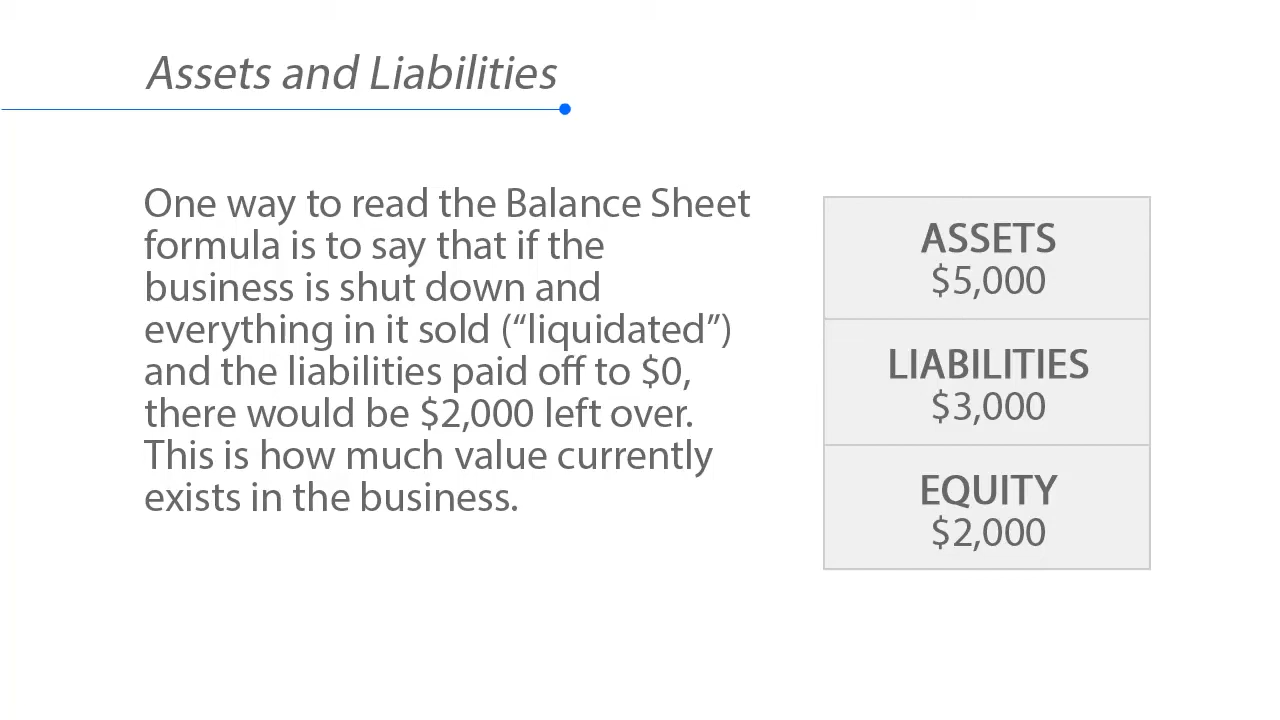 Assets and Liabilities
One way to read the Balance Sheet
formula is to say that if the
business is shut down and
everything in it sold (“liquidated”)
and the liabilities paid off to $0,
there would be $2,000 left over.
This is how much value currently
exists in the business.
ASSETS
$5,000
LIABILITIES
$3,000
EQUITY
$2,000